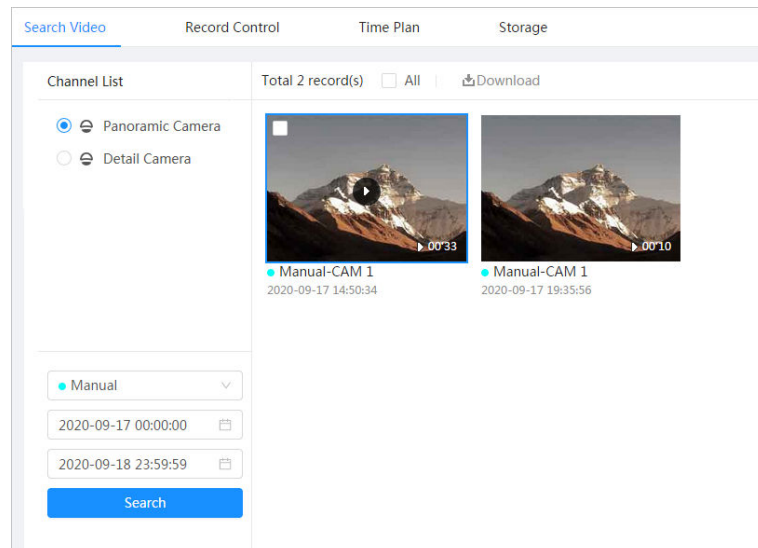 Search Video Record Control Time Plan Storage
Channel List
Total 2 record(s) All Download
Panoramic Camera
Detail Camera
00'33
00'10
Manual-CAM 1
2020-09-17 14:50:34
Manual-CAM 1
2020-09-17 19:35:56
Manual
2020-09-17 00:00:00
2020-09-18 23:59:59
Search